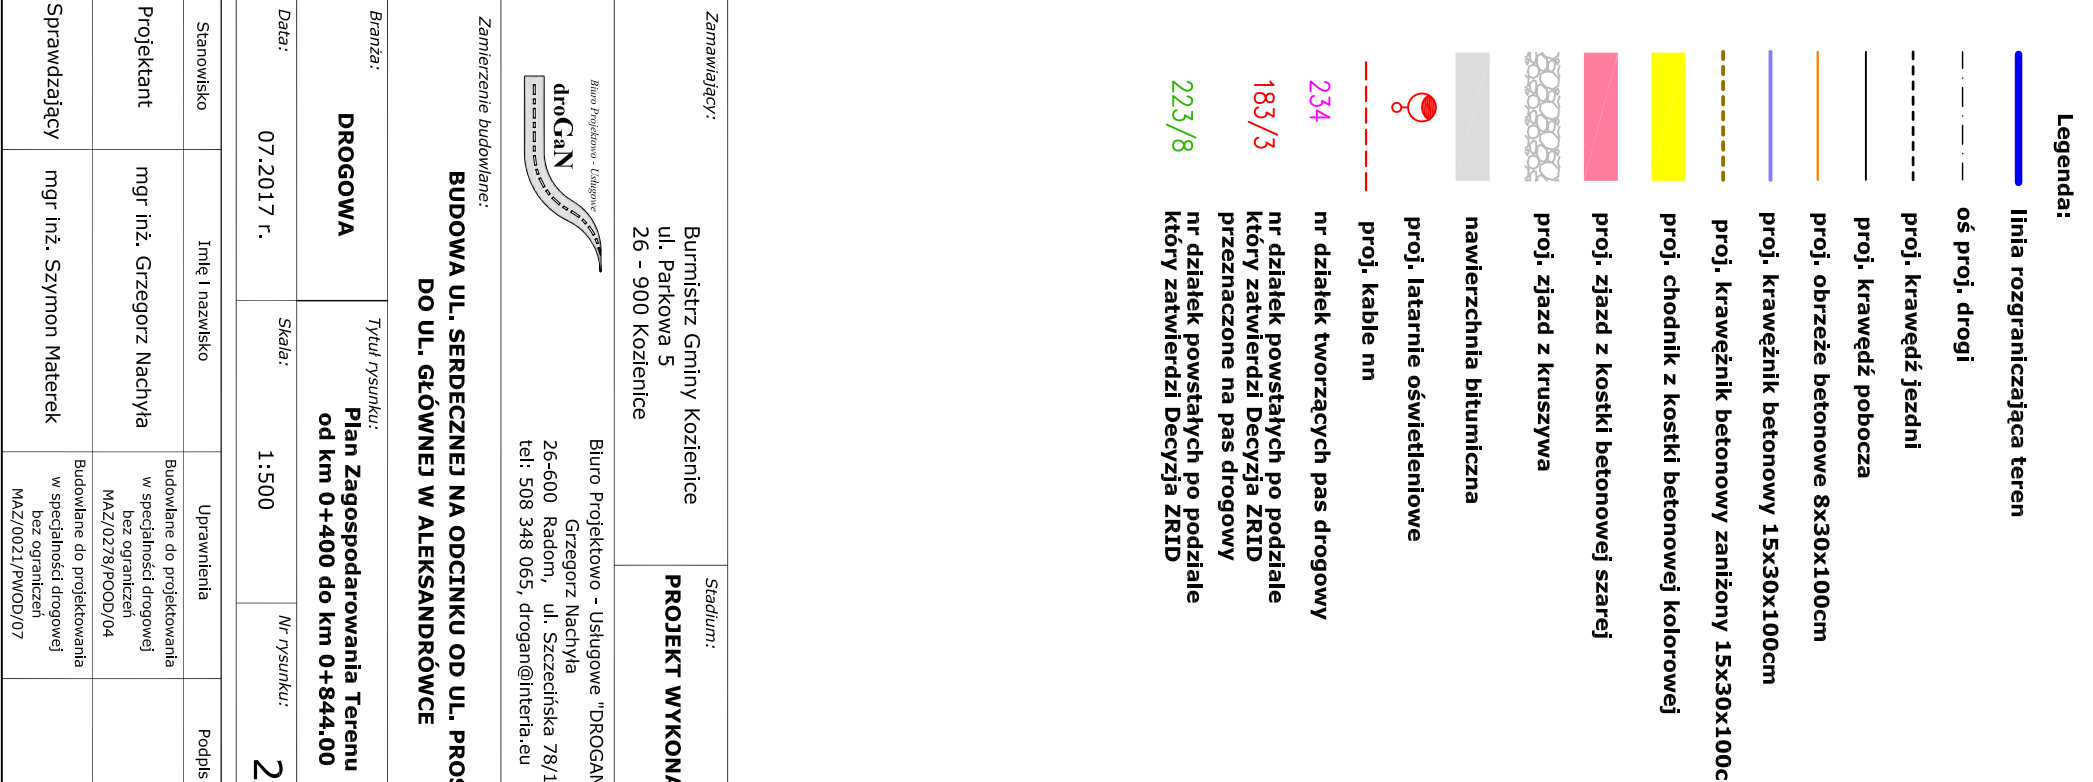 Legenda:
linia rozgraniczająca teren
oś proj. drogi
proj. krawędź jezdni
proj. krawędź pobocza
proj. obrzeże betonowe 8x30x100cm
proj. krawężnik betonowy 15x30x100cm
proj. krawężnik betonowy zaniżony 15x30x100c
proj. chodnik z kostki betonowej kolorowej
proj. zjazd z kostki betonowej szarej
proj. zjazd z kruszywa
nawierzchnia bitumiczna
proj. latarnie oświetleniowe
proj. kable nn
234 nr działek tworzących pas drogowy
183/3 nr działek powstałych po podziale
który zatwierdzi Decyzja ZRID
przeznaczone na pas drogowy
223/8 nr działek powstałych po podziale
który zatwierdzi Decyzja ZRID
Zamawiający:
Burmistrz Gminy Kozienice
ul. Parkowa 5
26 - 900 Kozienice
Stadium:
PROJEKT WYKONA
Biuro Projektowo - Usługowe
droGaN
Biuro Projektowo - Usługowe "DROGAN
Grzegorz Nachyła
26-600 Radom, ul. Szczecińska 78/1
tel: 508 348 065, drogan@interia.eu
Zamierzenie budowlane:
BUDOWA UL. SERDECZNEJ NA ODCINKU OD UL. PROS
DO UL. GŁÓWNEJ W ALEKSANDRÓWCE
Branża:
DROGOWA
Tytuł rysunku:
Plan Zagospodarowania Terenu
od km 0+400 do km 0+844.00
Data:
07.2017 r.
Skala:
1:500
Nr rysunku:
2
Stanowisko
Imię i nazwisko
Uprawnienia
Podpis
Projektant
mgr inż. Grzegorz Nachyła
Budowlane do projektowania
w specjalności drogowej
bez ograniczeń
MAZ/0278/POOD/04
Sprawdzający
mgr inż. Szymon Materek
Budowlane do projektowania
w specjalności drogowej
bez ograniczeń
MAZ/0021/PWOD/07